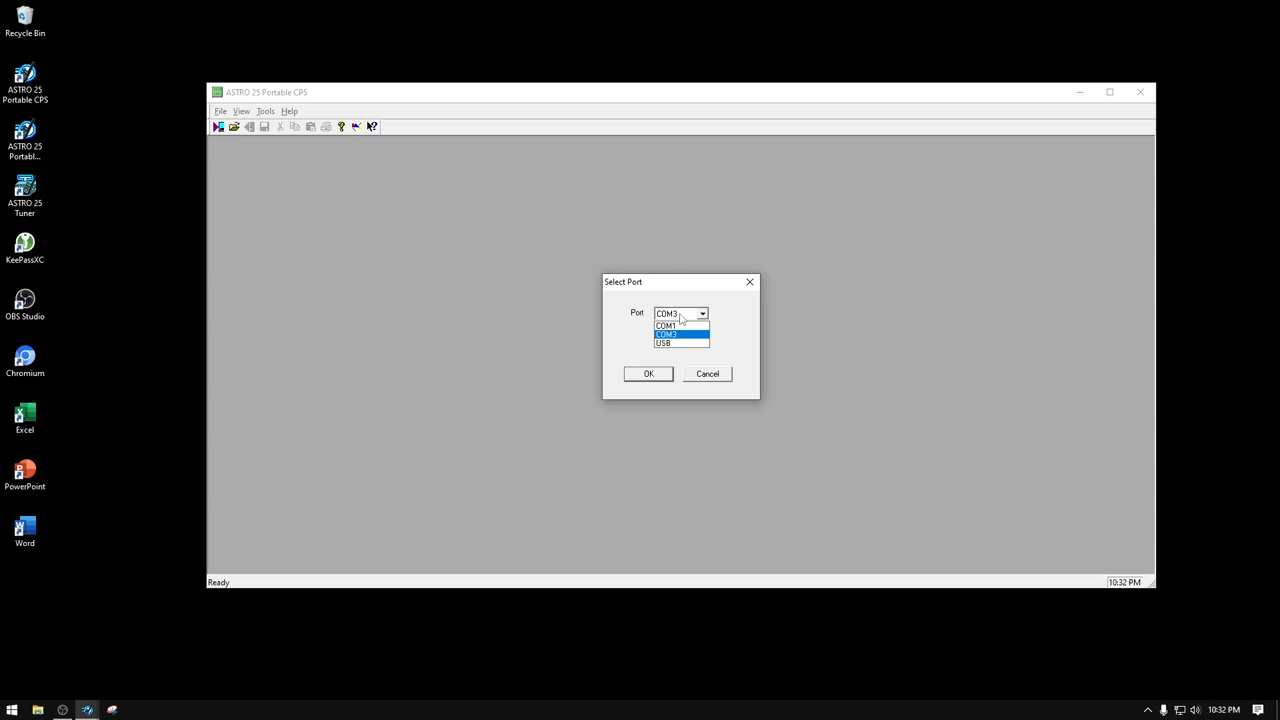 Recycle Bin
ASTRO 25
Portable CPS
ASTRO 25
Portabl...
ASTRO 25
Tuner
KeePassXC
OBS Studio
Chromium
Excel
PowerPoint
Word
ASTRO 25 Portable CPS
File View Tools Help
Select Port
Port COM3
COM1
COM3
USB
OK Cancel
Ready 10:32 PM
10:32 PM